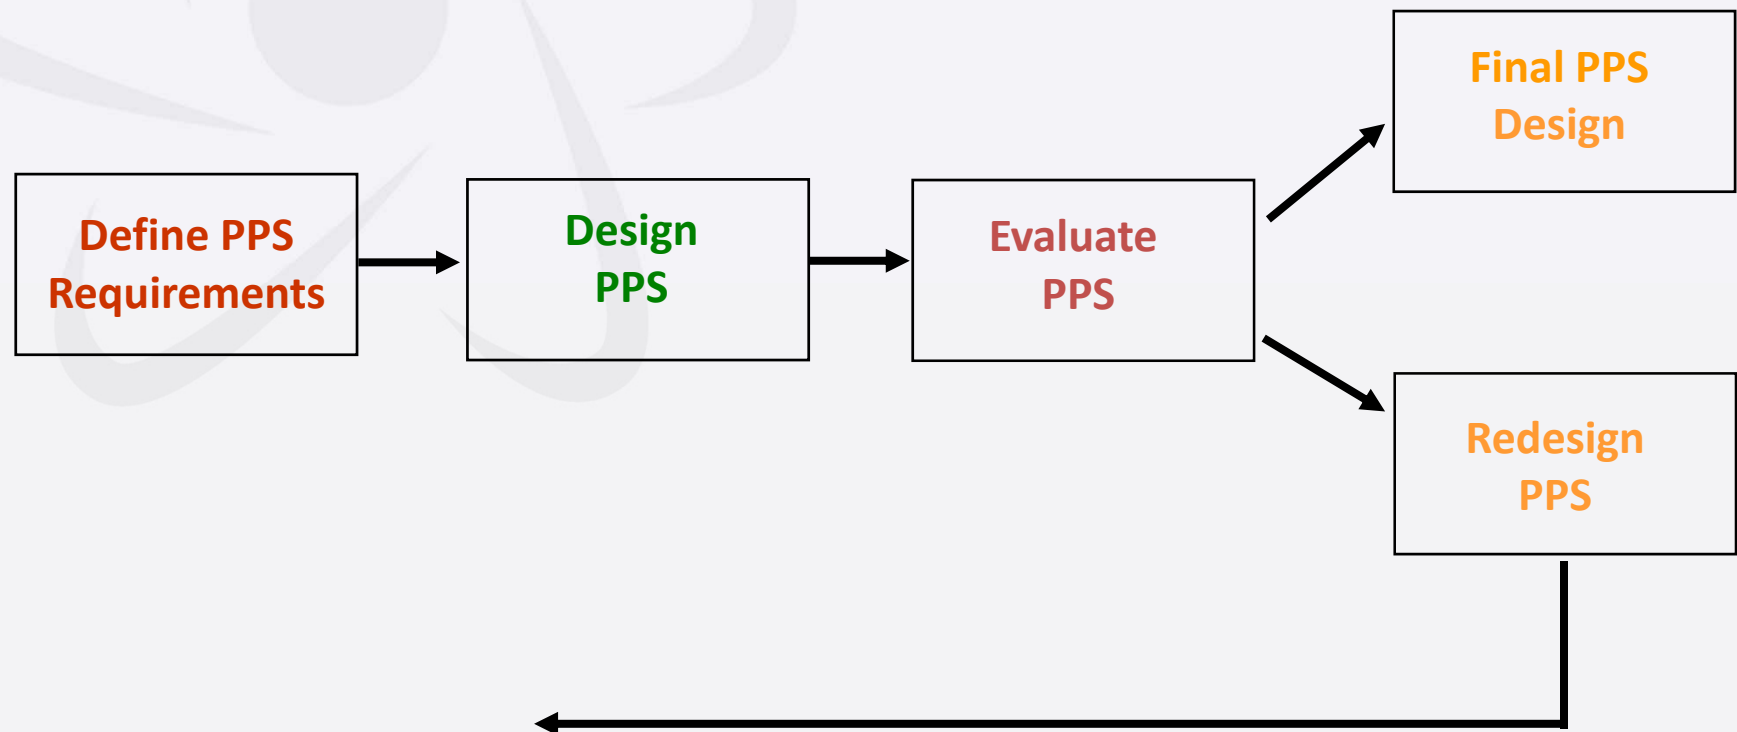 Define PPS
Requirements
Design
PPS
Evaluate
PPS
Final PPS
Design
Redesign
PPS